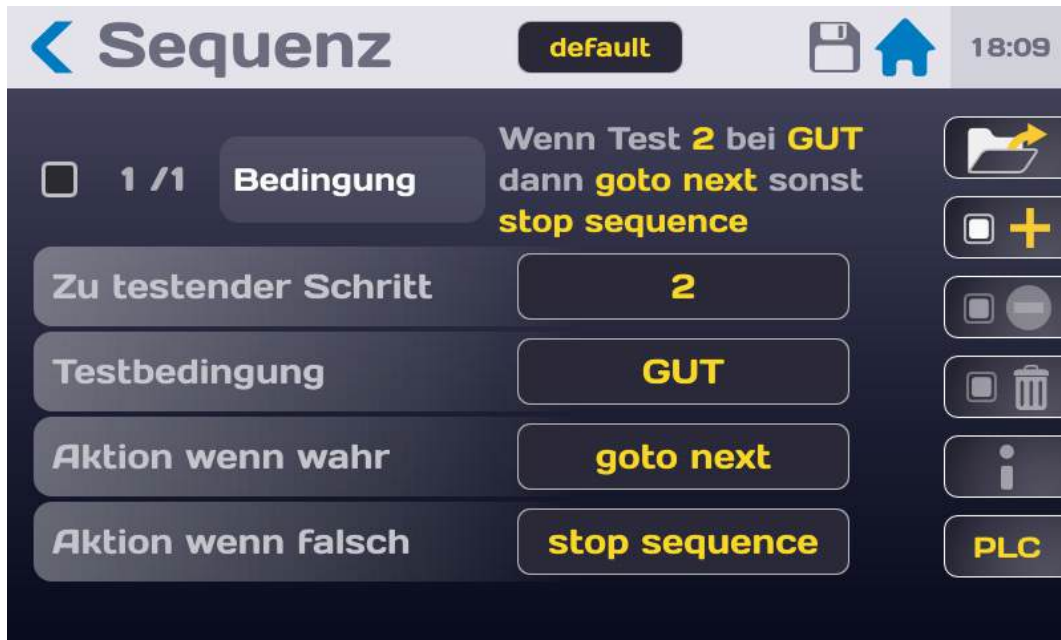 Sequenz
default
18:09
1 /1
Bedingung
Wenn Test 2 bei GUT
dann goto next sonst
stop sequence
Zu testender Schritt
2
Testbedingung
GUT
Aktion wenn wahr
goto next
Aktion wenn falsch
stop sequence
PLC